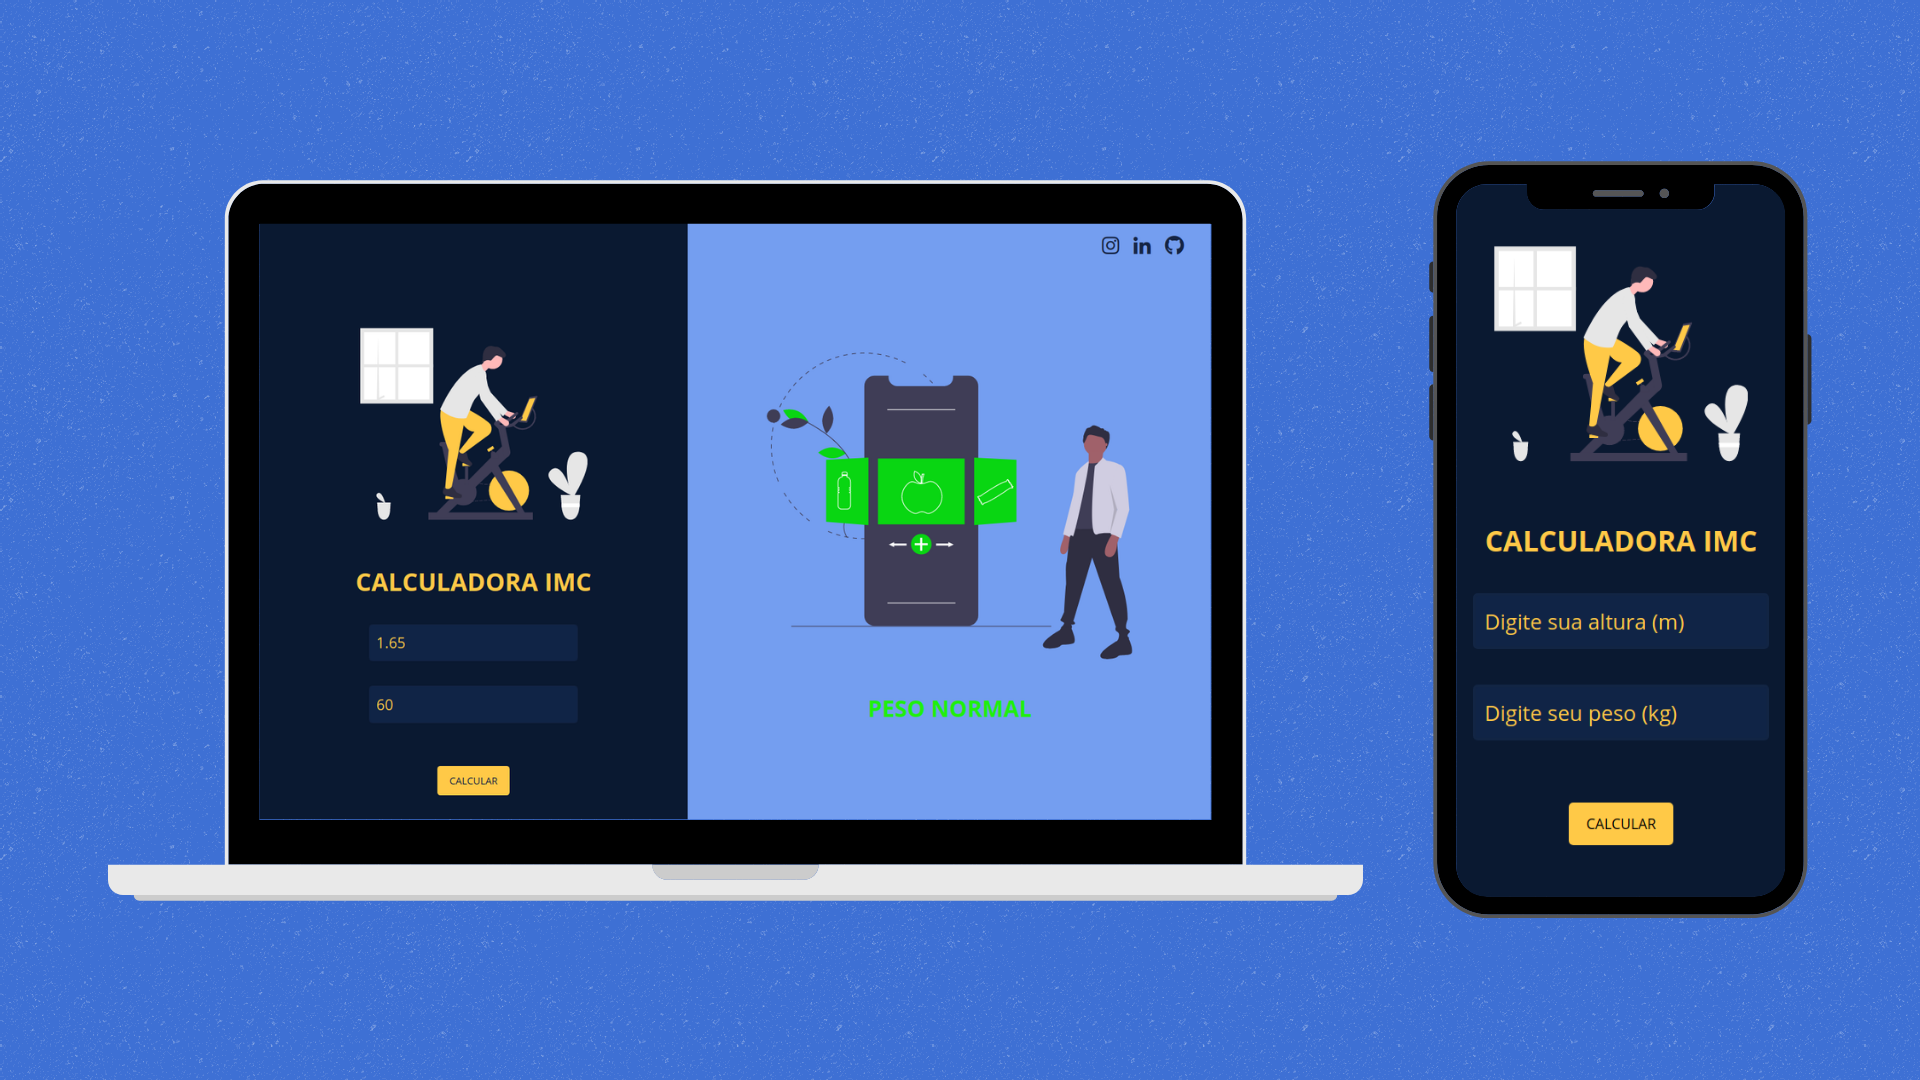 CALCULADORA IMC
1.65
60
CALCULAR
PESO NORMAL
CALCULADORA IMC
Digite sua altura (m)
Digite seu peso (kg)
CALCULAR